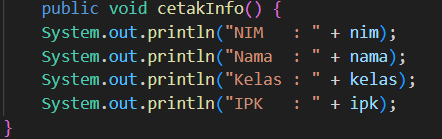 public void cetakInfo() {
System.out.println("NIM   : " + nim);
System.out.println("Nama  : " + nama);
System.out.println("Kelas : " + kelas);
System.out.println("IPK   : " + ipk);
}